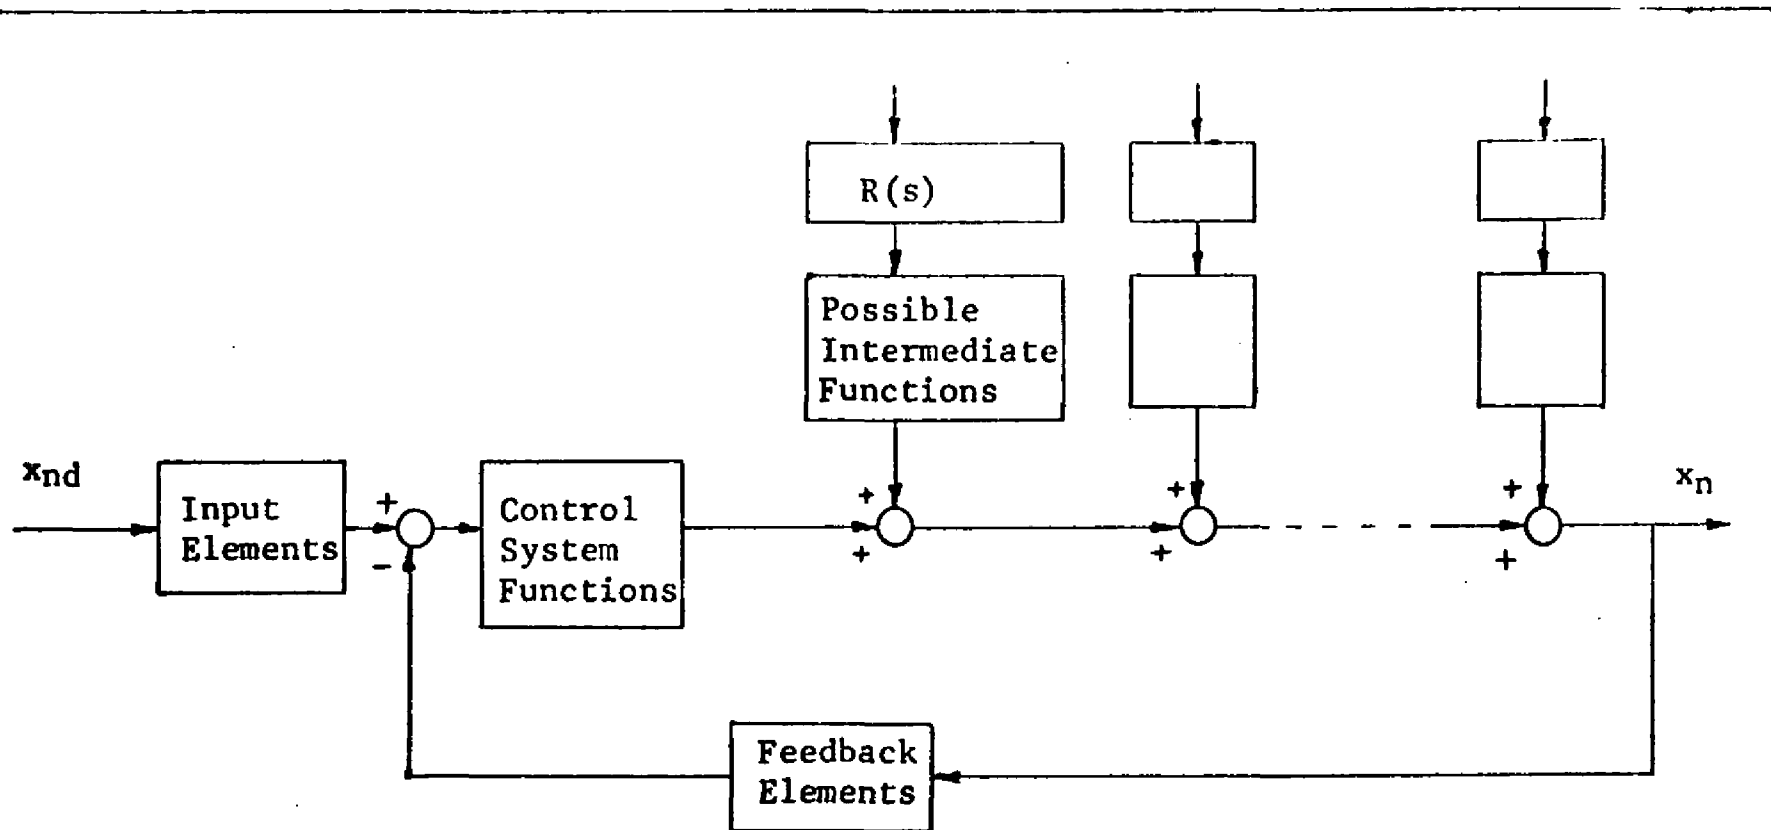 R(s)
Possible
Intermediate
Functions
x_nd
Input
Elements
+
-
Control
System
Functions
+
+
+
+
+
+
x_n
Feedback
Elements